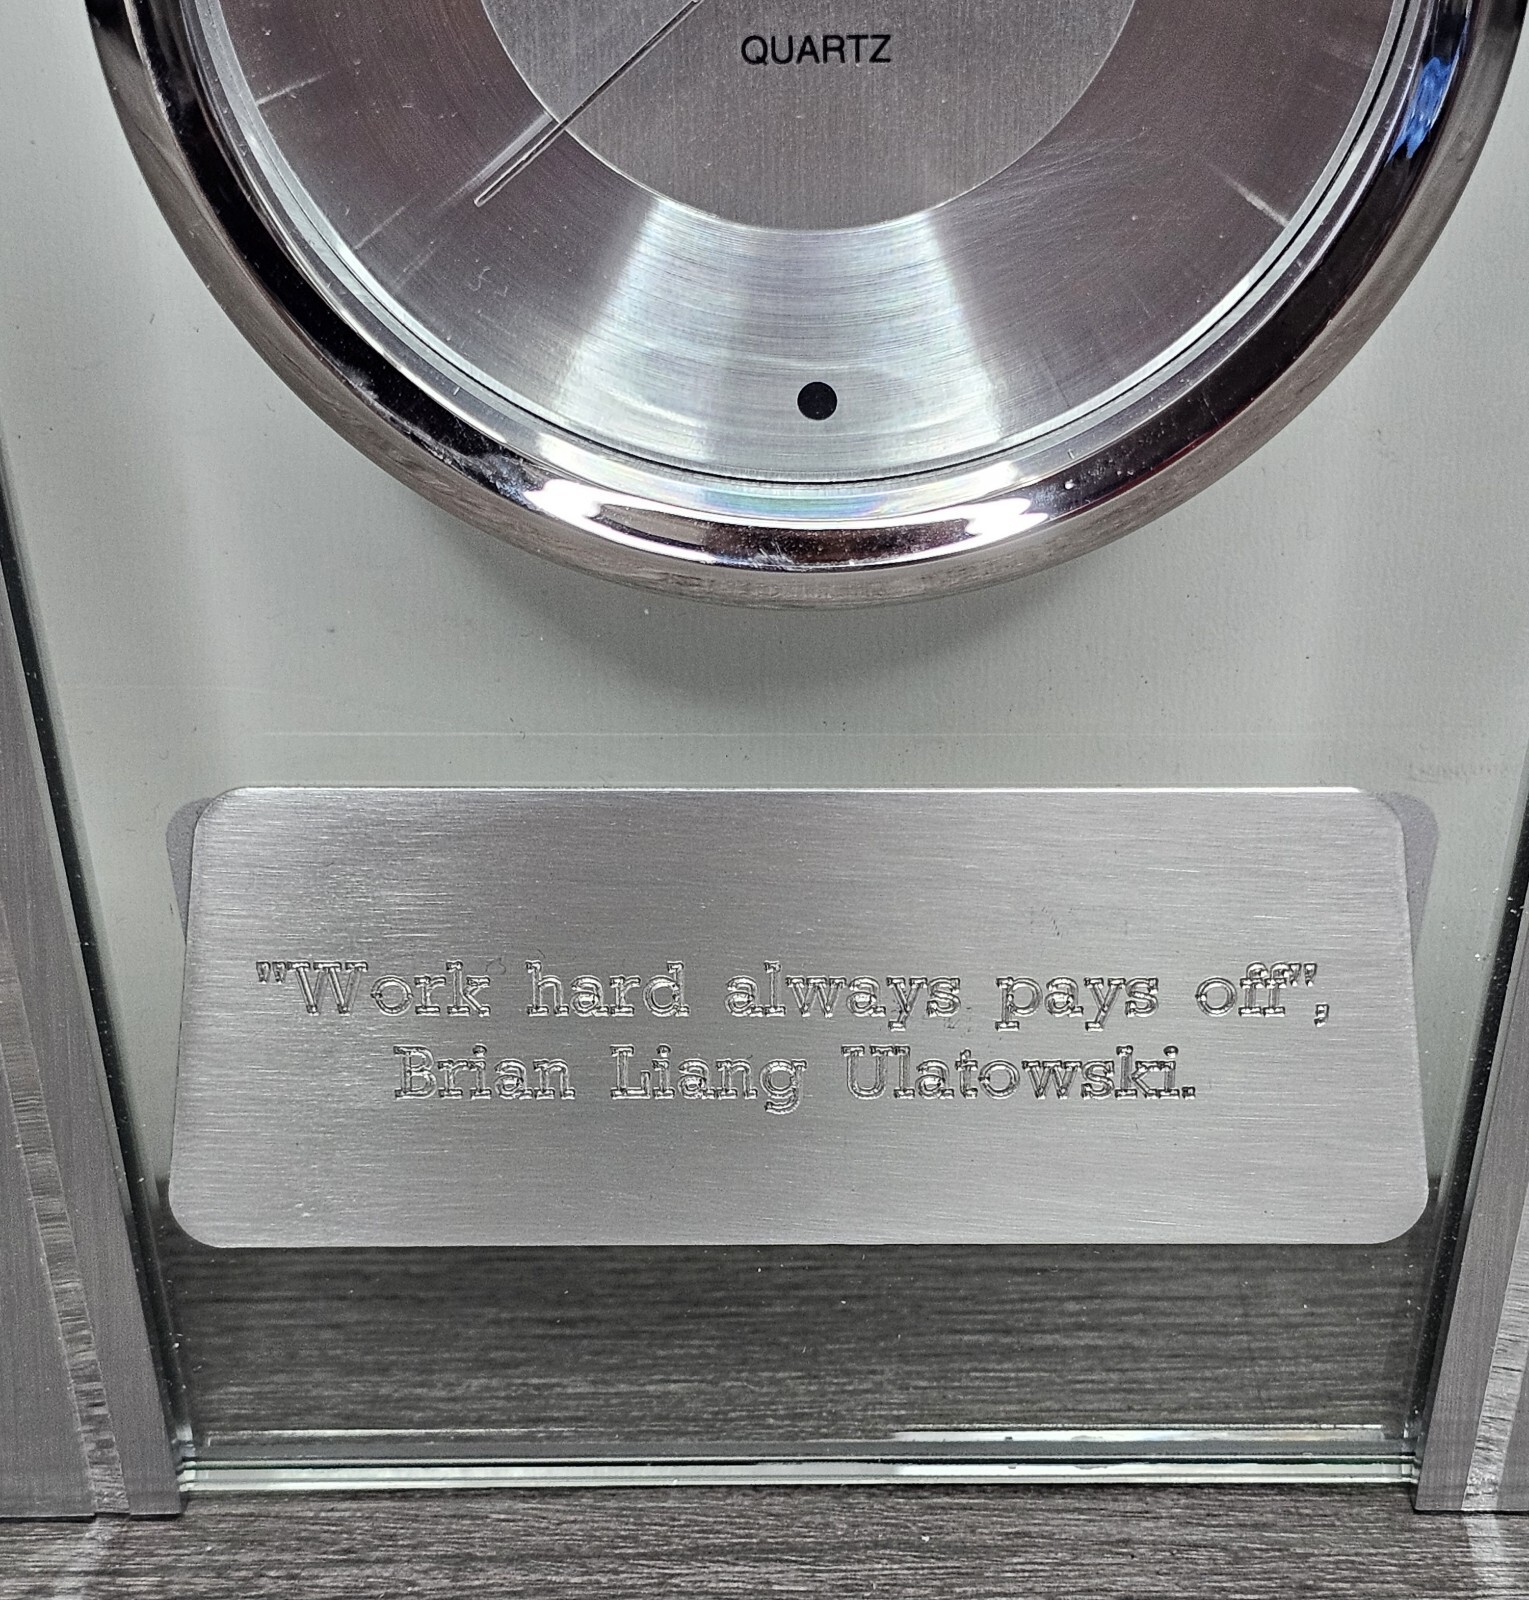 QUARTZ
"Work hard always pays off",
Brian Liang Ulatowski.